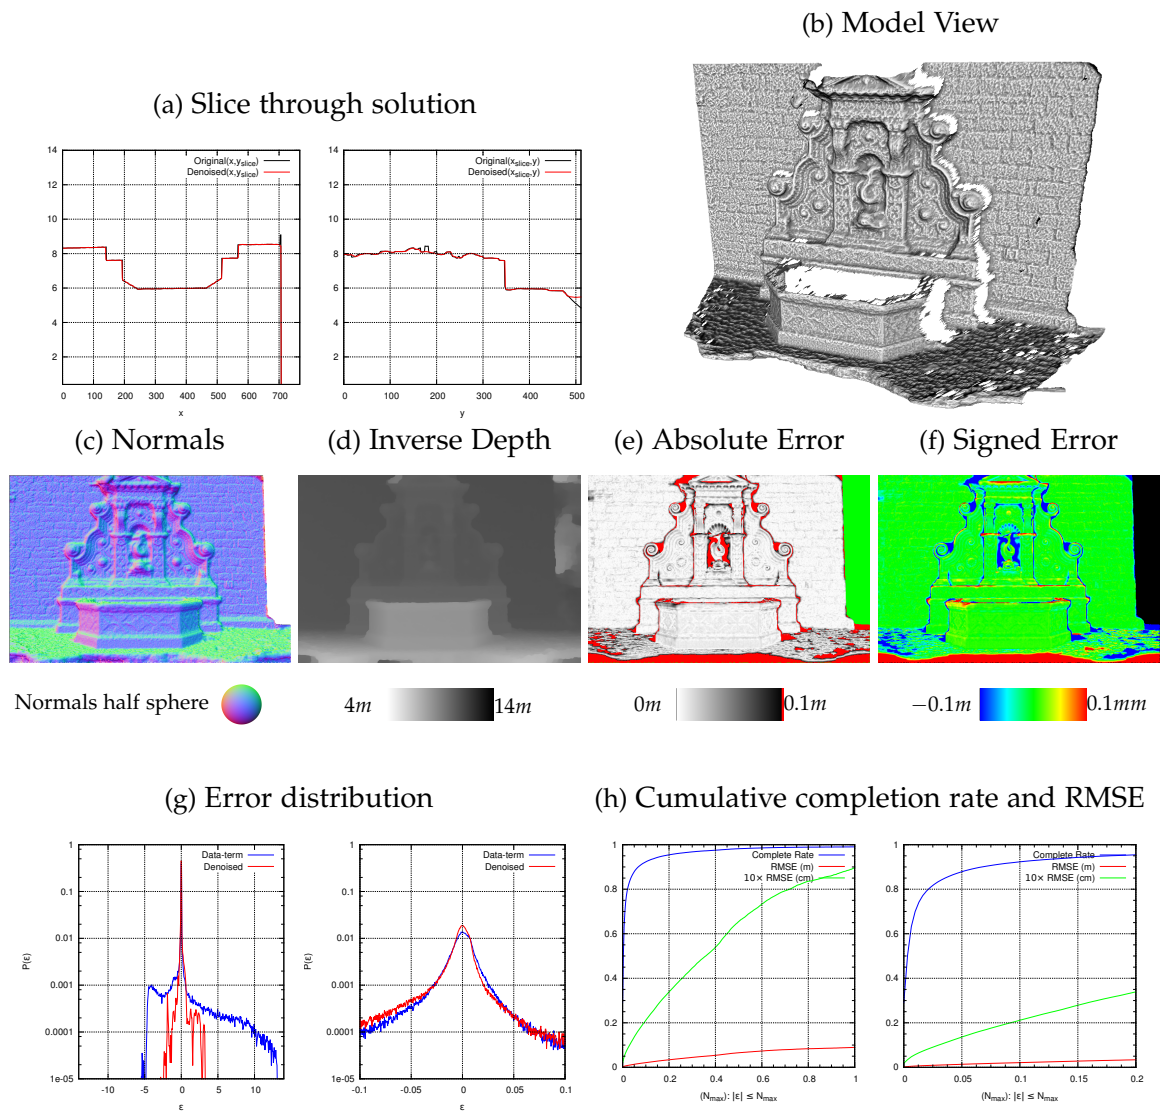 (b) Model View
(a) Slice through solution
14
12
10
8
6
4
2
0 100 200 300 400 500 600 700
x
Original(x,yslice)
Denoised(x,yslice)
14
12
10
8
6
4
2
0 100 200 300 400 500
y
Original(xslice,y)
Denoised(xslice,y)
(c) Normals
(d) Inverse Depth
(e) Absolute Error
(f) Signed Error
Normals half sphere
4m 14m
0m 0.1m
−0.1m 0.1mm
(g) Error distribution
(h) Cumulative completion rate and RMSE
Data-term
Denoised
1
0.1
0.01
0.001
0.0001
1e-05
P(ε)
-5 0 5 10
ε
Data-term
Denoised
1
0.1
0.01
0.001
0.0001
1e-05
P(ε)
-0.1 -0.05 0 0.05 0.1
ε
Complete Rate
RMSE (m)
10× RMSE (cm)
1
0.8
0.6
0.4
0.2
0
0 0.2 0.4 0.6 0.8 1
(Nmax): |ε| ≤ Nmax
Complete Rate
RMSE (m)
10× RMSE (cm)
1
0.8
0.6
0.4
0.2
0
0 0.05 0.1 0.15 0.2
(Nmax): |ε| ≤ Nmax